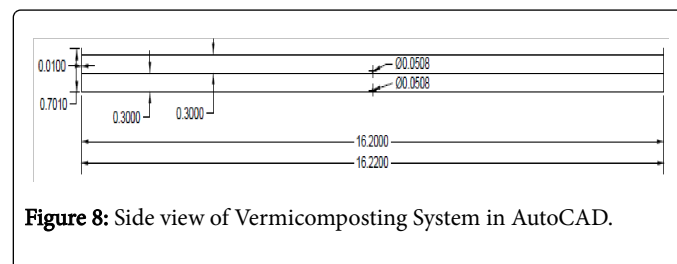 0.0100
Ø0.0508
Ø0.0508
0.7010
0.3000
0.3000
16.2000
16.2200
Figure 8: Side view of Vermicomposting System in AutoCAD.